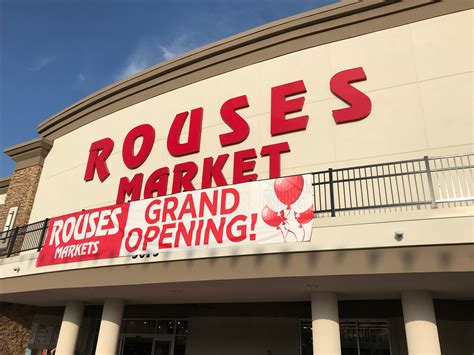 ROUSES
MARKET
ROUSES
MARKETS
GRAND
OPENING!